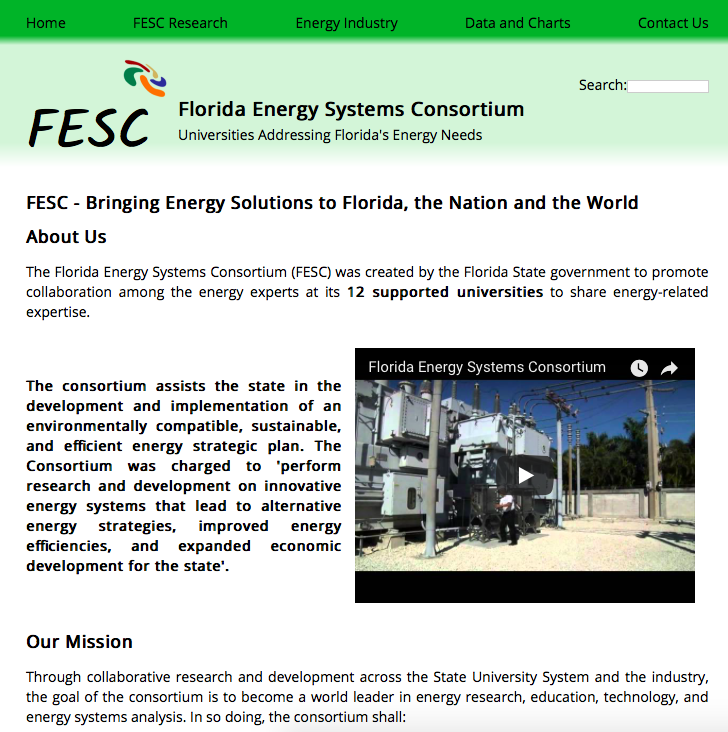 Home FESC Research Energy Industry Data and Charts Contact Us
Search:
FESC
Florida Energy Systems Consortium
Universities Addressing Florida's Energy Needs
FESC - Bringing Energy Solutions to Florida, the Nation and the World
About Us
The Florida Energy Systems Consortium (FESC) was created by the Florida State government to promote
collaboration among the energy experts at its 12 supported universities to share energy-related
expertise.
The consortium assists the state in the
development and implementation of an
environmentally compatible, sustainable,
and efficient energy strategic plan. The
Consortium was charged to 'perform
research and development on innovative
energy systems that lead to alternative
energy strategies, improved energy
efficiencies, and expanded economic
development for the state'.
Florida Energy Systems Consortium
Our Mission
Through collaborative research and development across the State University System and the industry,
the goal of the consortium is to become a world leader in energy research, education, technology, and
energy systems analysis. In so doing, the consortium shall: